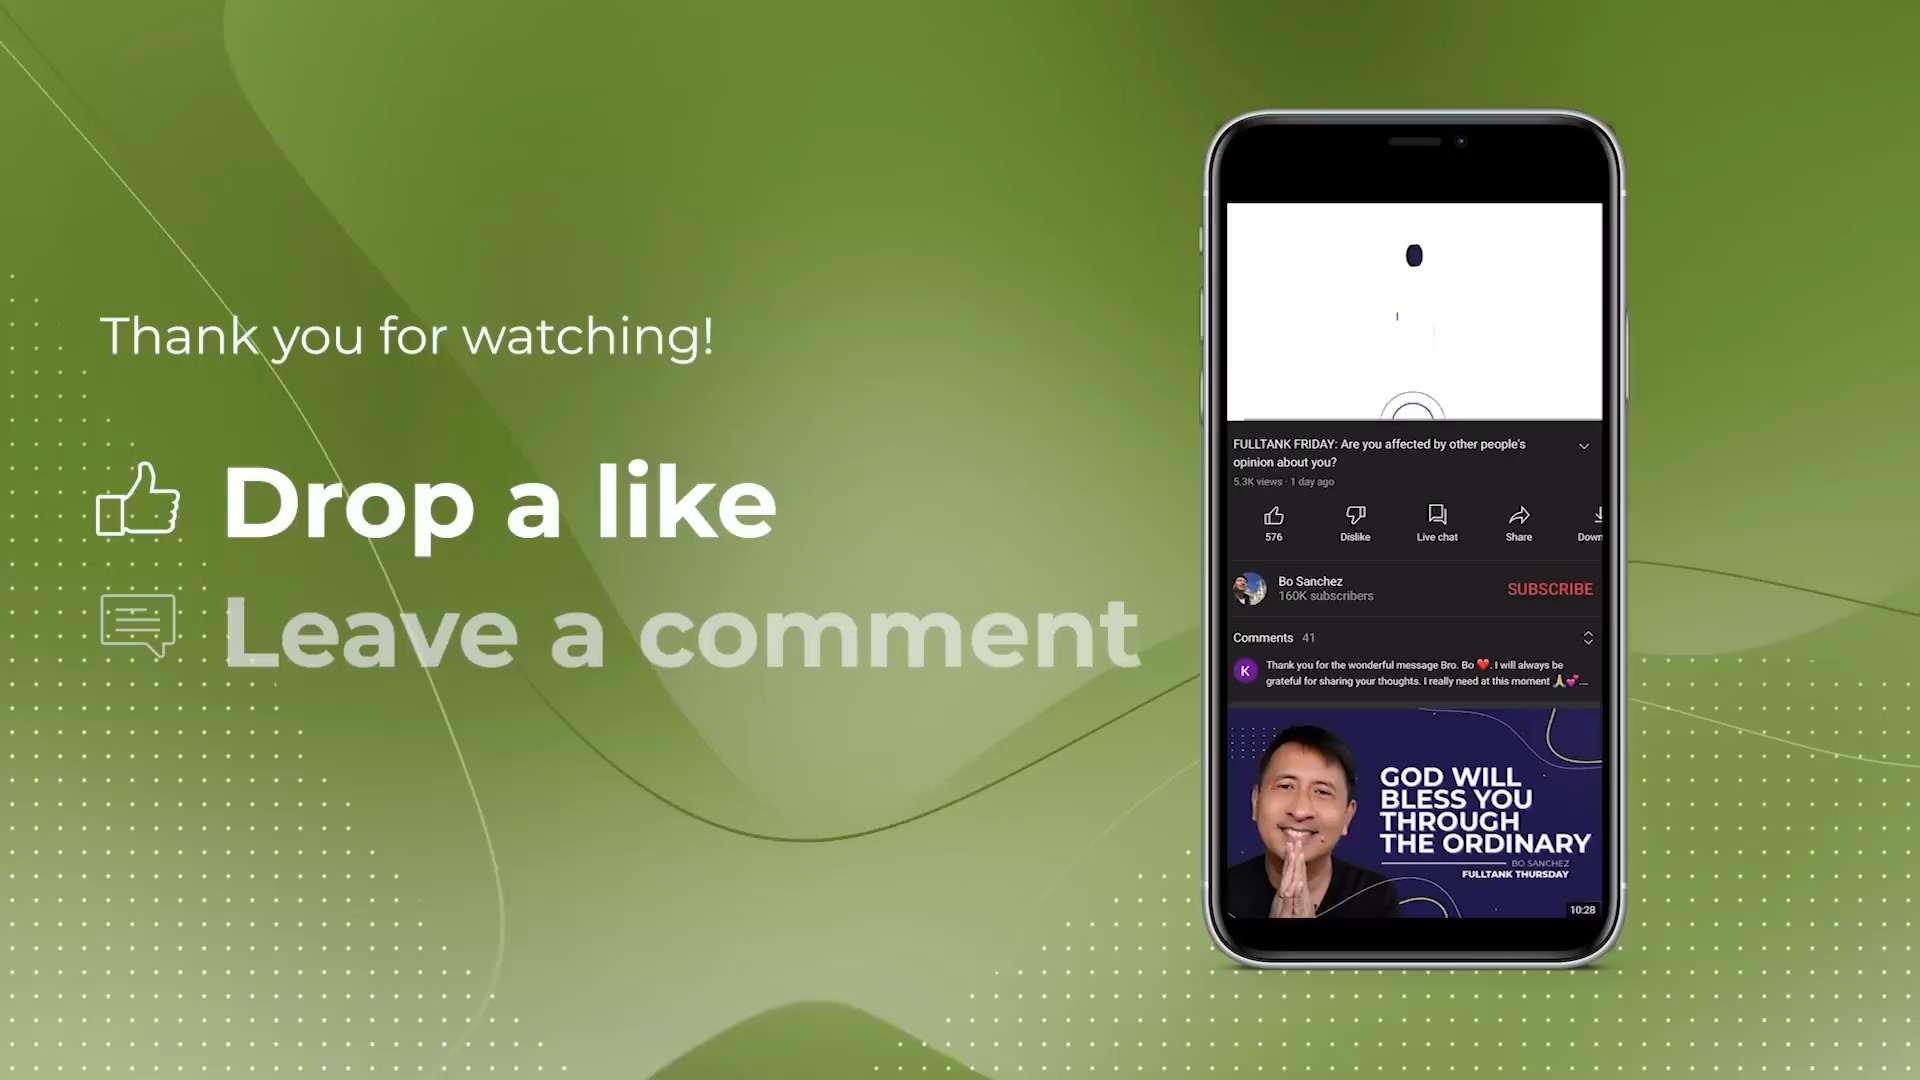 Thank you for watching!
Drop a like
Leave a comment
FULLTANK FRIDAY: Are you affected by other people's
opinion about you?
5.3K views · 1 day ago
576
Dislike
Live chat
Share
Down
Bo Sanchez
160K subscribers
SUBSCRIBE
Comments 41
K
Thank you for the wonderful message Bro. Bo ❤️. I will always be
grateful for sharing your thoughts. I really need at this moment 🙏💕...
GOD WILL
BLESS YOU
THROUGH
THE ORDINARY
BO SANCHEZ
FULLTANK THURSDAY
10:28